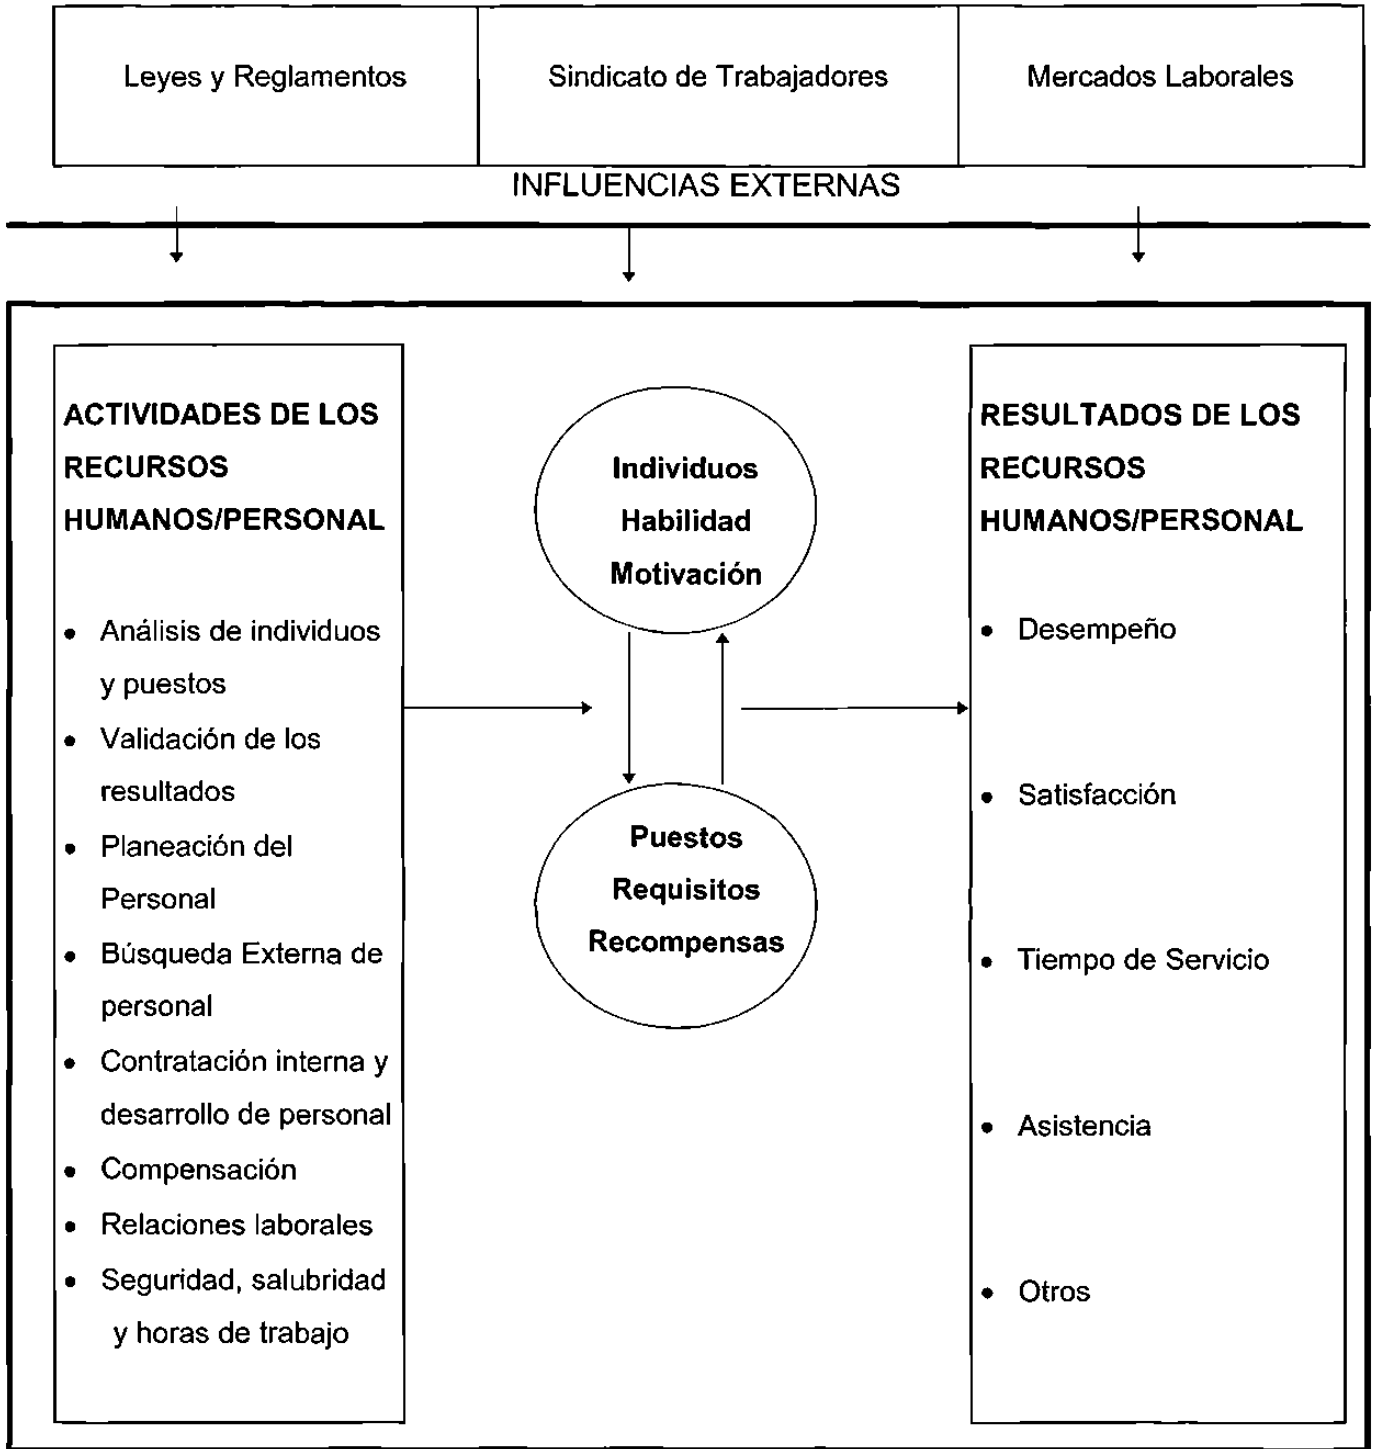 Leyes y Reglamentos
Sindicato de Trabajadores
Mercados Laborales
INFLUENCIAS EXTERNAS
ACTIVIDADES DE LOS
RECURSOS
HUMANOS/PERSONAL
• Análisis de individuos
y puestos
• Validación de los
resultados
• Planeación del
Personal
• Búsqueda Externa de
personal
• Contratación interna y
desarrollo de personal
• Compensación
• Relaciones laborales
• Seguridad, salubridad
y horas de trabajo
Individuos
Habilidad
Motivación
Puestos
Requisitos
Recompensas
RESULTADOS DE LOS
RECURSOS
HUMANOS/PERSONAL
• Desempeño
• Satisfacción
• Tiempo de Servicio
• Asistencia
• Otros